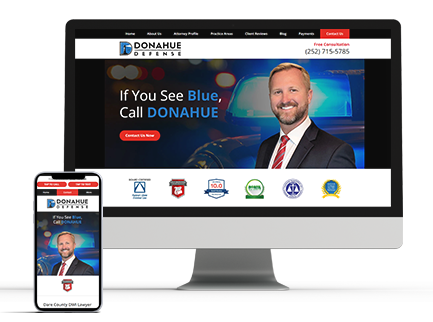 Home About Us Attorney Profile Practice Areas Client Reviews Blog Payments Contact Us
DONAHUE
DEFENSE
Free Consultation
(252) 715-5785
If You See Blue,
Call DONAHUE
Contact Us Now
10.0
DONAHUE
DEFENSE
If You See Blue,
Call DONAHUE
Dare County DWI Lawyer